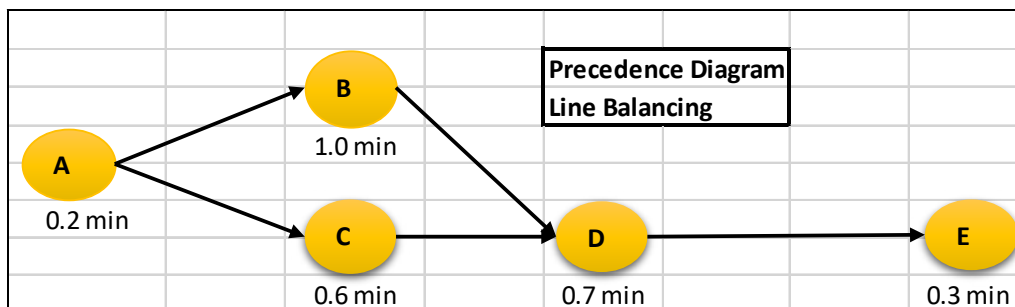 B
Precedence Diagram
Line Balancing
1.0 min
A
0.2 min
C
D
E
0.6 min
0.7 min
0.3 min